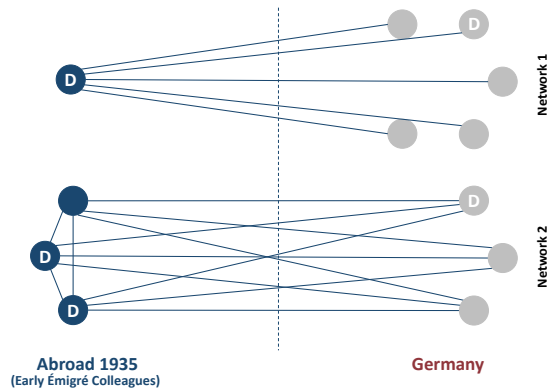 D
D
Network 1
D
D
D
Network 2
Abroad 1935
(Early Émigré Colleagues)
Germany